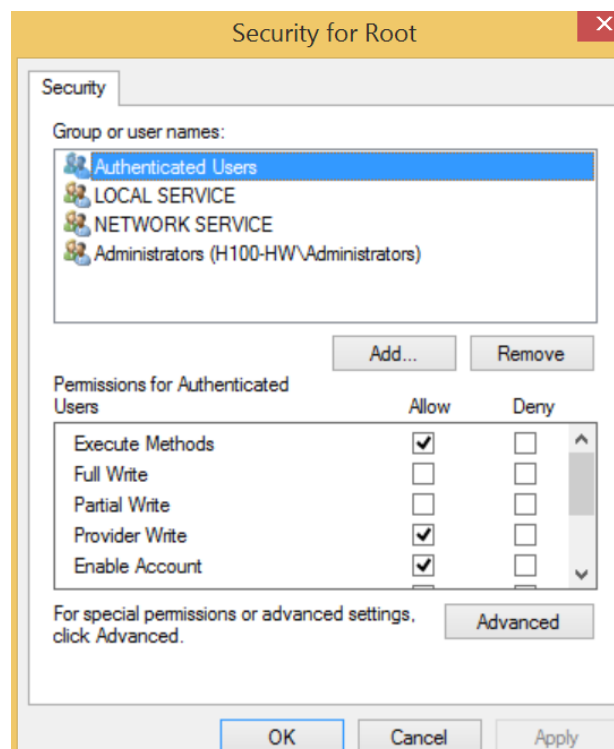 Security for Root
Security
Group or user names:
Authenticated Users
LOCAL SERVICE
NETWORK SERVICE
Administrators (H100-HW\Administrators)
Add... Remove
Permissions for Authenticated
Users Allow Deny
Execute Methods
Full Write
Partial Write
Provider Write
Enable Account
For special permissions or advanced settings,
click Advanced.
Advanced
OK Cancel Apply